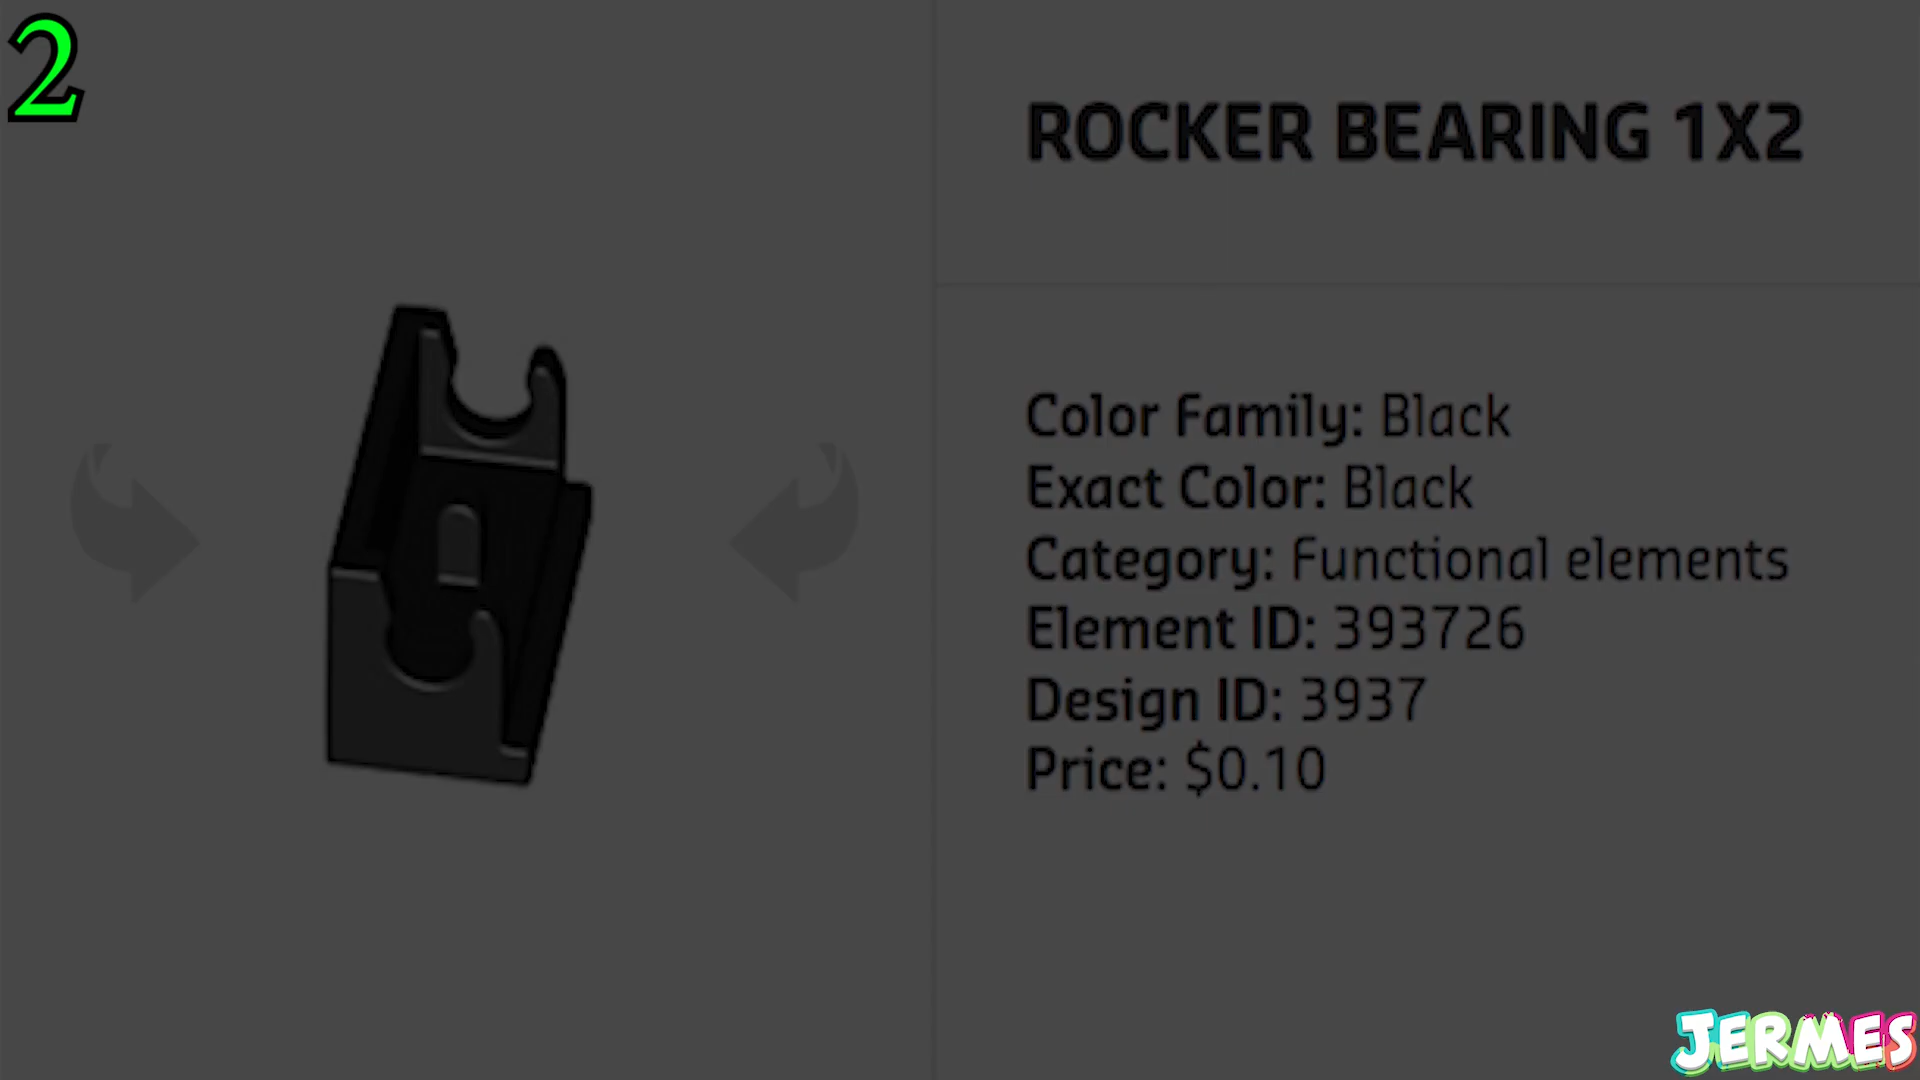 2
ROCKER BEARING 1X2
Color Family: Black
Exact Color: Black
Category: Functional elements
Element ID: 393726
Design ID: 3937
Price: $0.10
JERMES